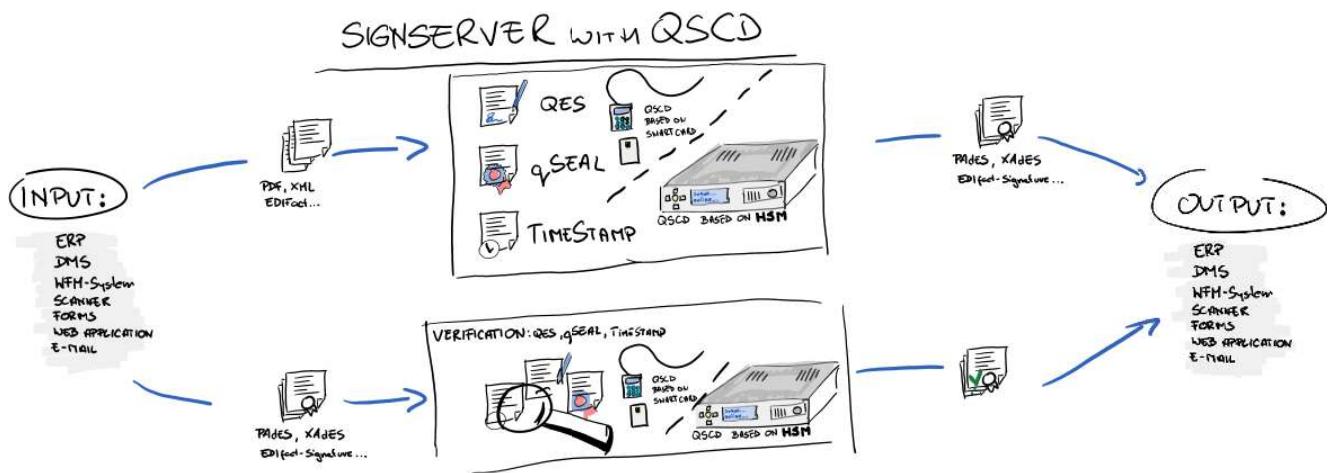 SIGNSERVER WITH QSCD
INPUT:
ERP
DMS
WFM-System
SCANNER
FORMS
WEB APPLICATION
E-MAIL
PDF, XML
EDIFact...
QES
qSEAL
TIMESTAMP
QSCD
BASED ON
SMARTCARD
QSCD BASED ON HSM
PAdES, XAdES
EDIfact-Signature...
PAdES, XAdES
EDIfact-Signature...
VERIFICATION: QES, qSEAL, TIMESTAMP
QSCD
BASED ON
SMARTCARD
QSCD BASED ON HSM
OUTPUT:
ERP
DMS
WFM-System
SCANNER
FORMS
WEB APPLICATION
E-MAIL